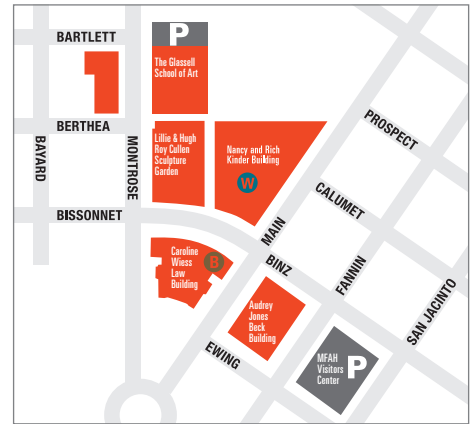 BARTLETT
P
The Glassell
School of Art
BERTHEA
BAYARD
MONTROSE
Lillie & Hugh
Roy Cullen
Sculpture
Garden
Nancy and Rich
Kinder Building
W
PROSPECT
BISSONNET
CALUMET
MAIN
Caroline
Wiess
Law
Building
B
BINZ
FANNIN
SAN JACINTO
Audrey
Jones
Beck
Building
EWING
MFAH
Visitors
Center
P